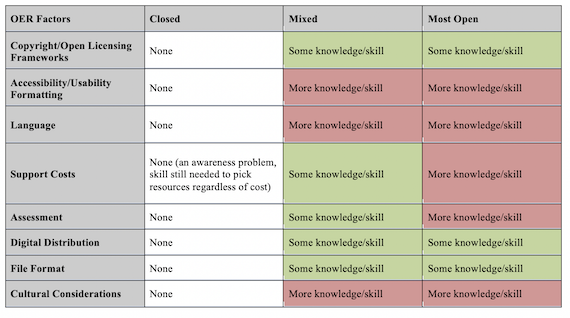 OER Factors Closed Mixed Most Open
Copyright/Open Licensing
Frameworks None Some knowledge/skill Some knowledge/skill
Accessibility/Usability
Formatting None More knowledge/skill More knowledge/skill
Language None More knowledge/skill More knowledge/skill
Support Costs None (an awareness problem,
skill still needed to pick
resources regardless of cost) Some knowledge/skill More knowledge/skill
Assessment None Some knowledge/skill More knowledge/skill
Digital Distribution None Some knowledge/skill Some knowledge/skill
File Format None Some knowledge/skill Some knowledge/skill
Cultural Considerations None More knowledge/skill More knowledge/skill